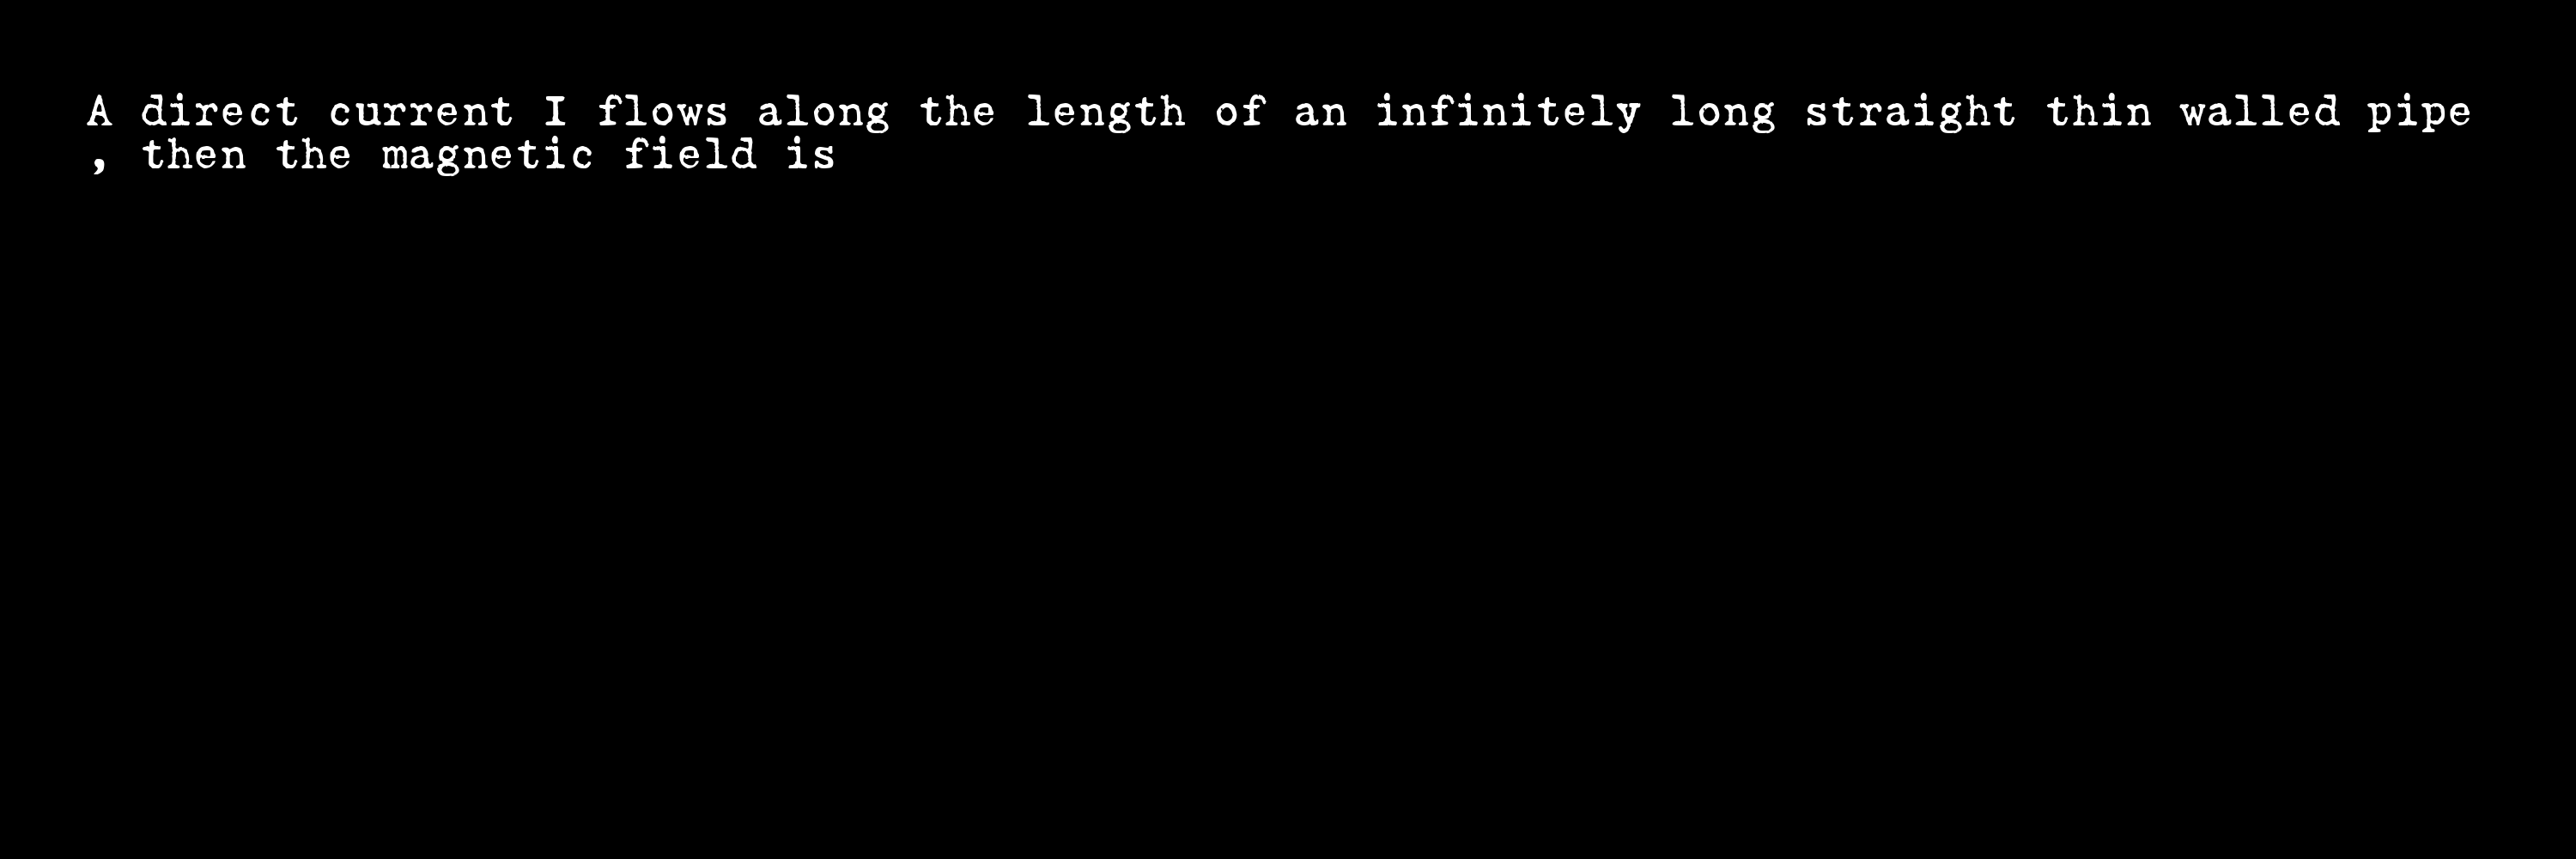 A direct current I flows along the length of an infinitely long straight thin walled pipe
, then the magnetic field is